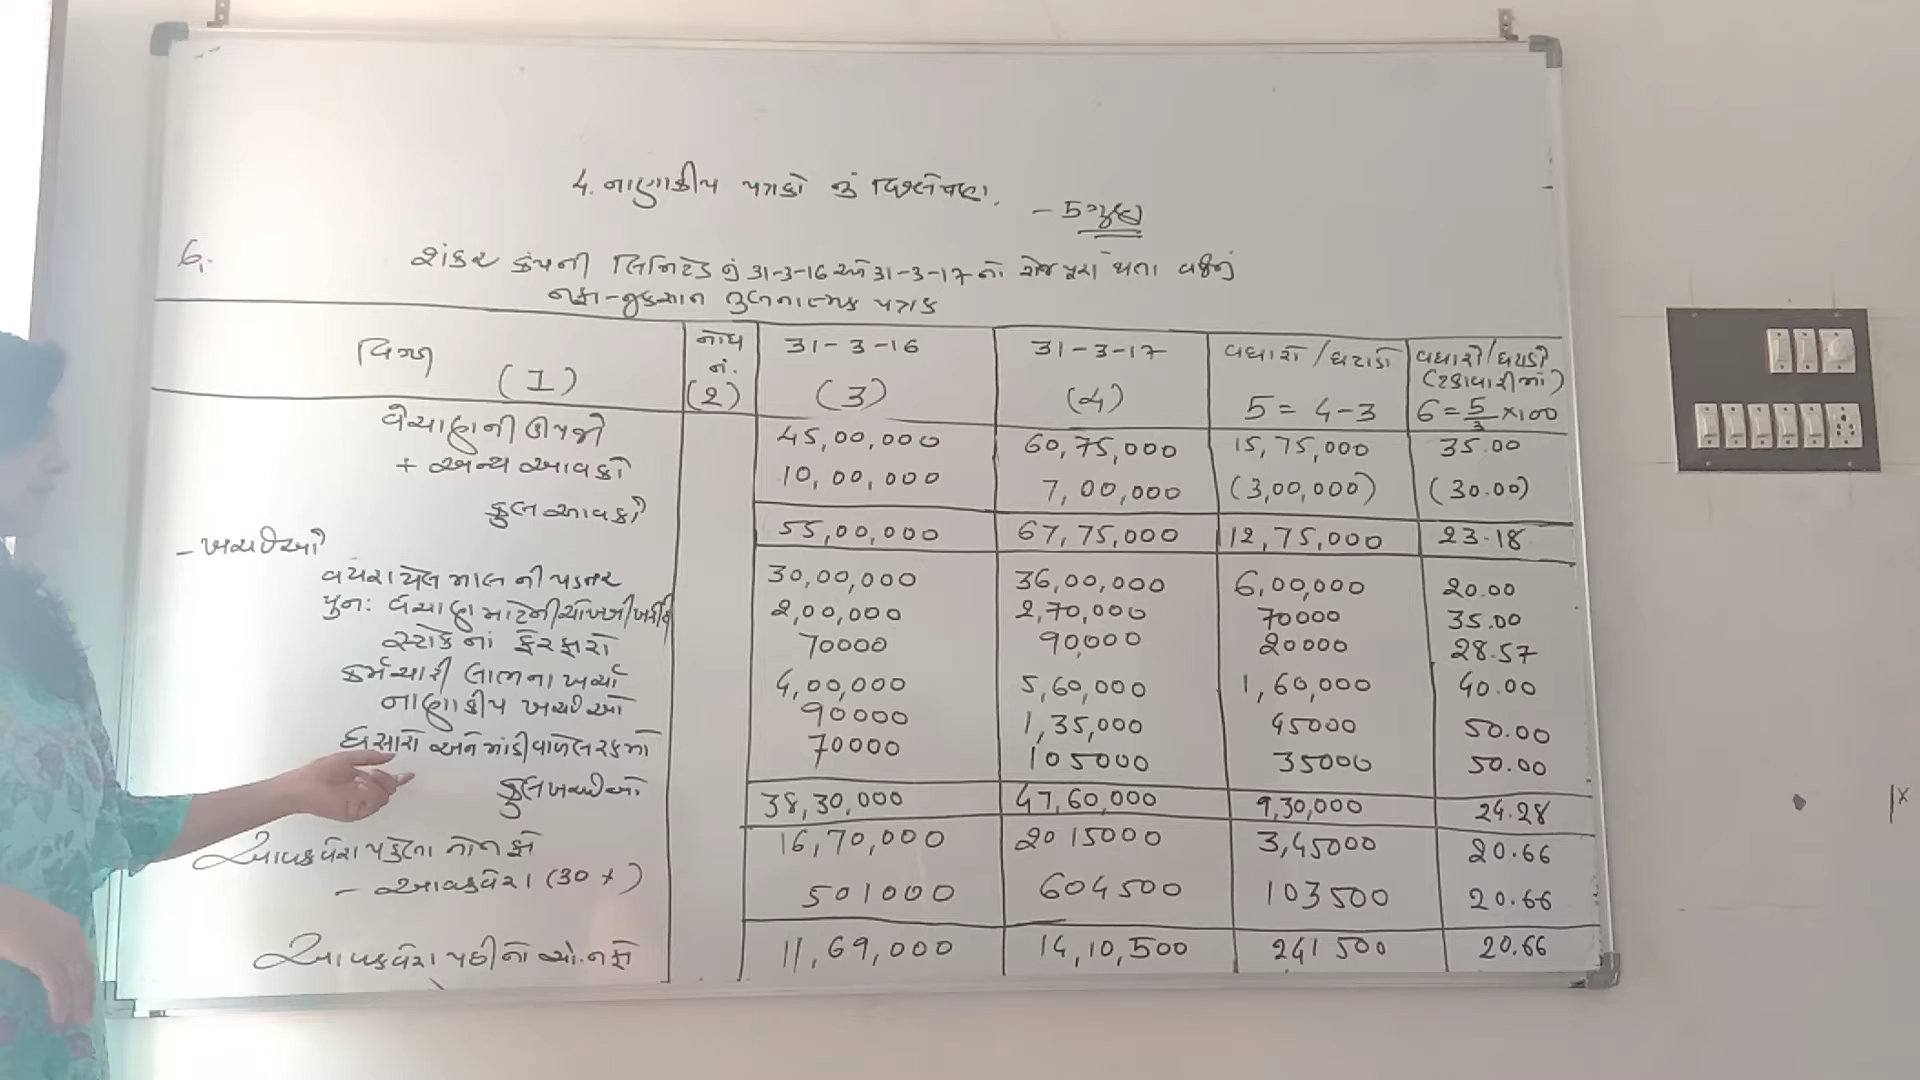 4. નાણાકીય પત્રકો નું વિશ્લેષણ.
- 5 ગુણ
6.
શંકર કંપની લિમિટેડ નું 31-3-16 અને 31-3-17 ના રોજ પૂરા થતા વર્ષનું
નફા-નુકસાન તુલનાત્મક પત્રક
વિગત (1) | નોંધ નં. (2) | 31-3-16 (3) | 31-3-17 (4) | વધારો / ઘટાડો 5 = 4-3 | વધારો/ઘટાડો (ટકાવારીમાં) 6 = 5/3 × 100
વેચાણની ઊપજો 45,00,000 60,75,000 15,75,000 35.00
+ અન્ય આવકો 10,00,000 7,00,000 (3,00,000) (30.00)
કુલ આવકો 55,00,000 67,75,000 12,75,000 23.18
- ખર્ચાઓ
વપરાયેલ માલ ની પડતર 30,00,000 36,00,000 6,00,000 20.00
પુન: વેચાણ માટેની ચોખ્ખી ખરીદી 2,00,000 2,70,000 70000 35.00
સ્ટોકનાં ફેરફારો 70000 90,000 20000 28.57
કર્મચારી લાભના ખર્ચા 4,00,000 5,60,000 1,60,000 40.00
નાણાકીય ખર્ચાઓ 90000 1,35,000 45000 50.00
ઘસારો અને માંડી વાળેલ રકમો 70000 105000 35000 50.00
કુલ ખર્ચાઓ 38,30,000 47,60,000 9,30,000 24.28
આવકવેરા પહેલા નો નફો 16,70,000 2015000 3,45000 20.66
- આવકવેરા (30 %) 501000 604500 103500 20.66
આવકવેરા પછીનો ચો. નફો 11,69,000 14,10,500 241500 20.66